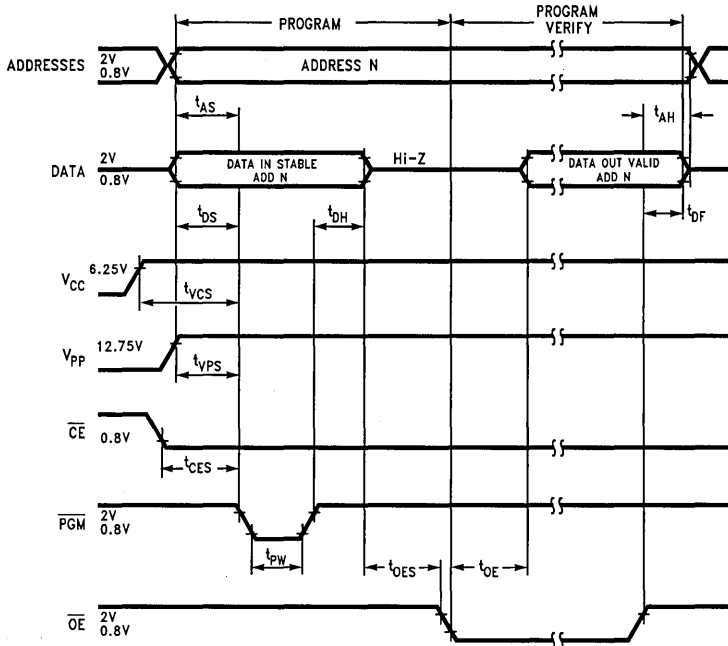 PROGRAM
PROGRAM
VERIFY
ADDRESSES
2V
0.8V
ADDRESS N
tAS
tAH
DATA
2V
0.8V
DATA IN STABLE
ADD N
Hi-Z
DATA OUT VALID
ADD N
tDS
tDH
tDF
VCC
6.25V
tVCS
VPP
12.75V
tVPS
CE
0.8V
tCES
PGM
2V
0.8V
tPW
tOES
tOE
OE
2V
0.8V